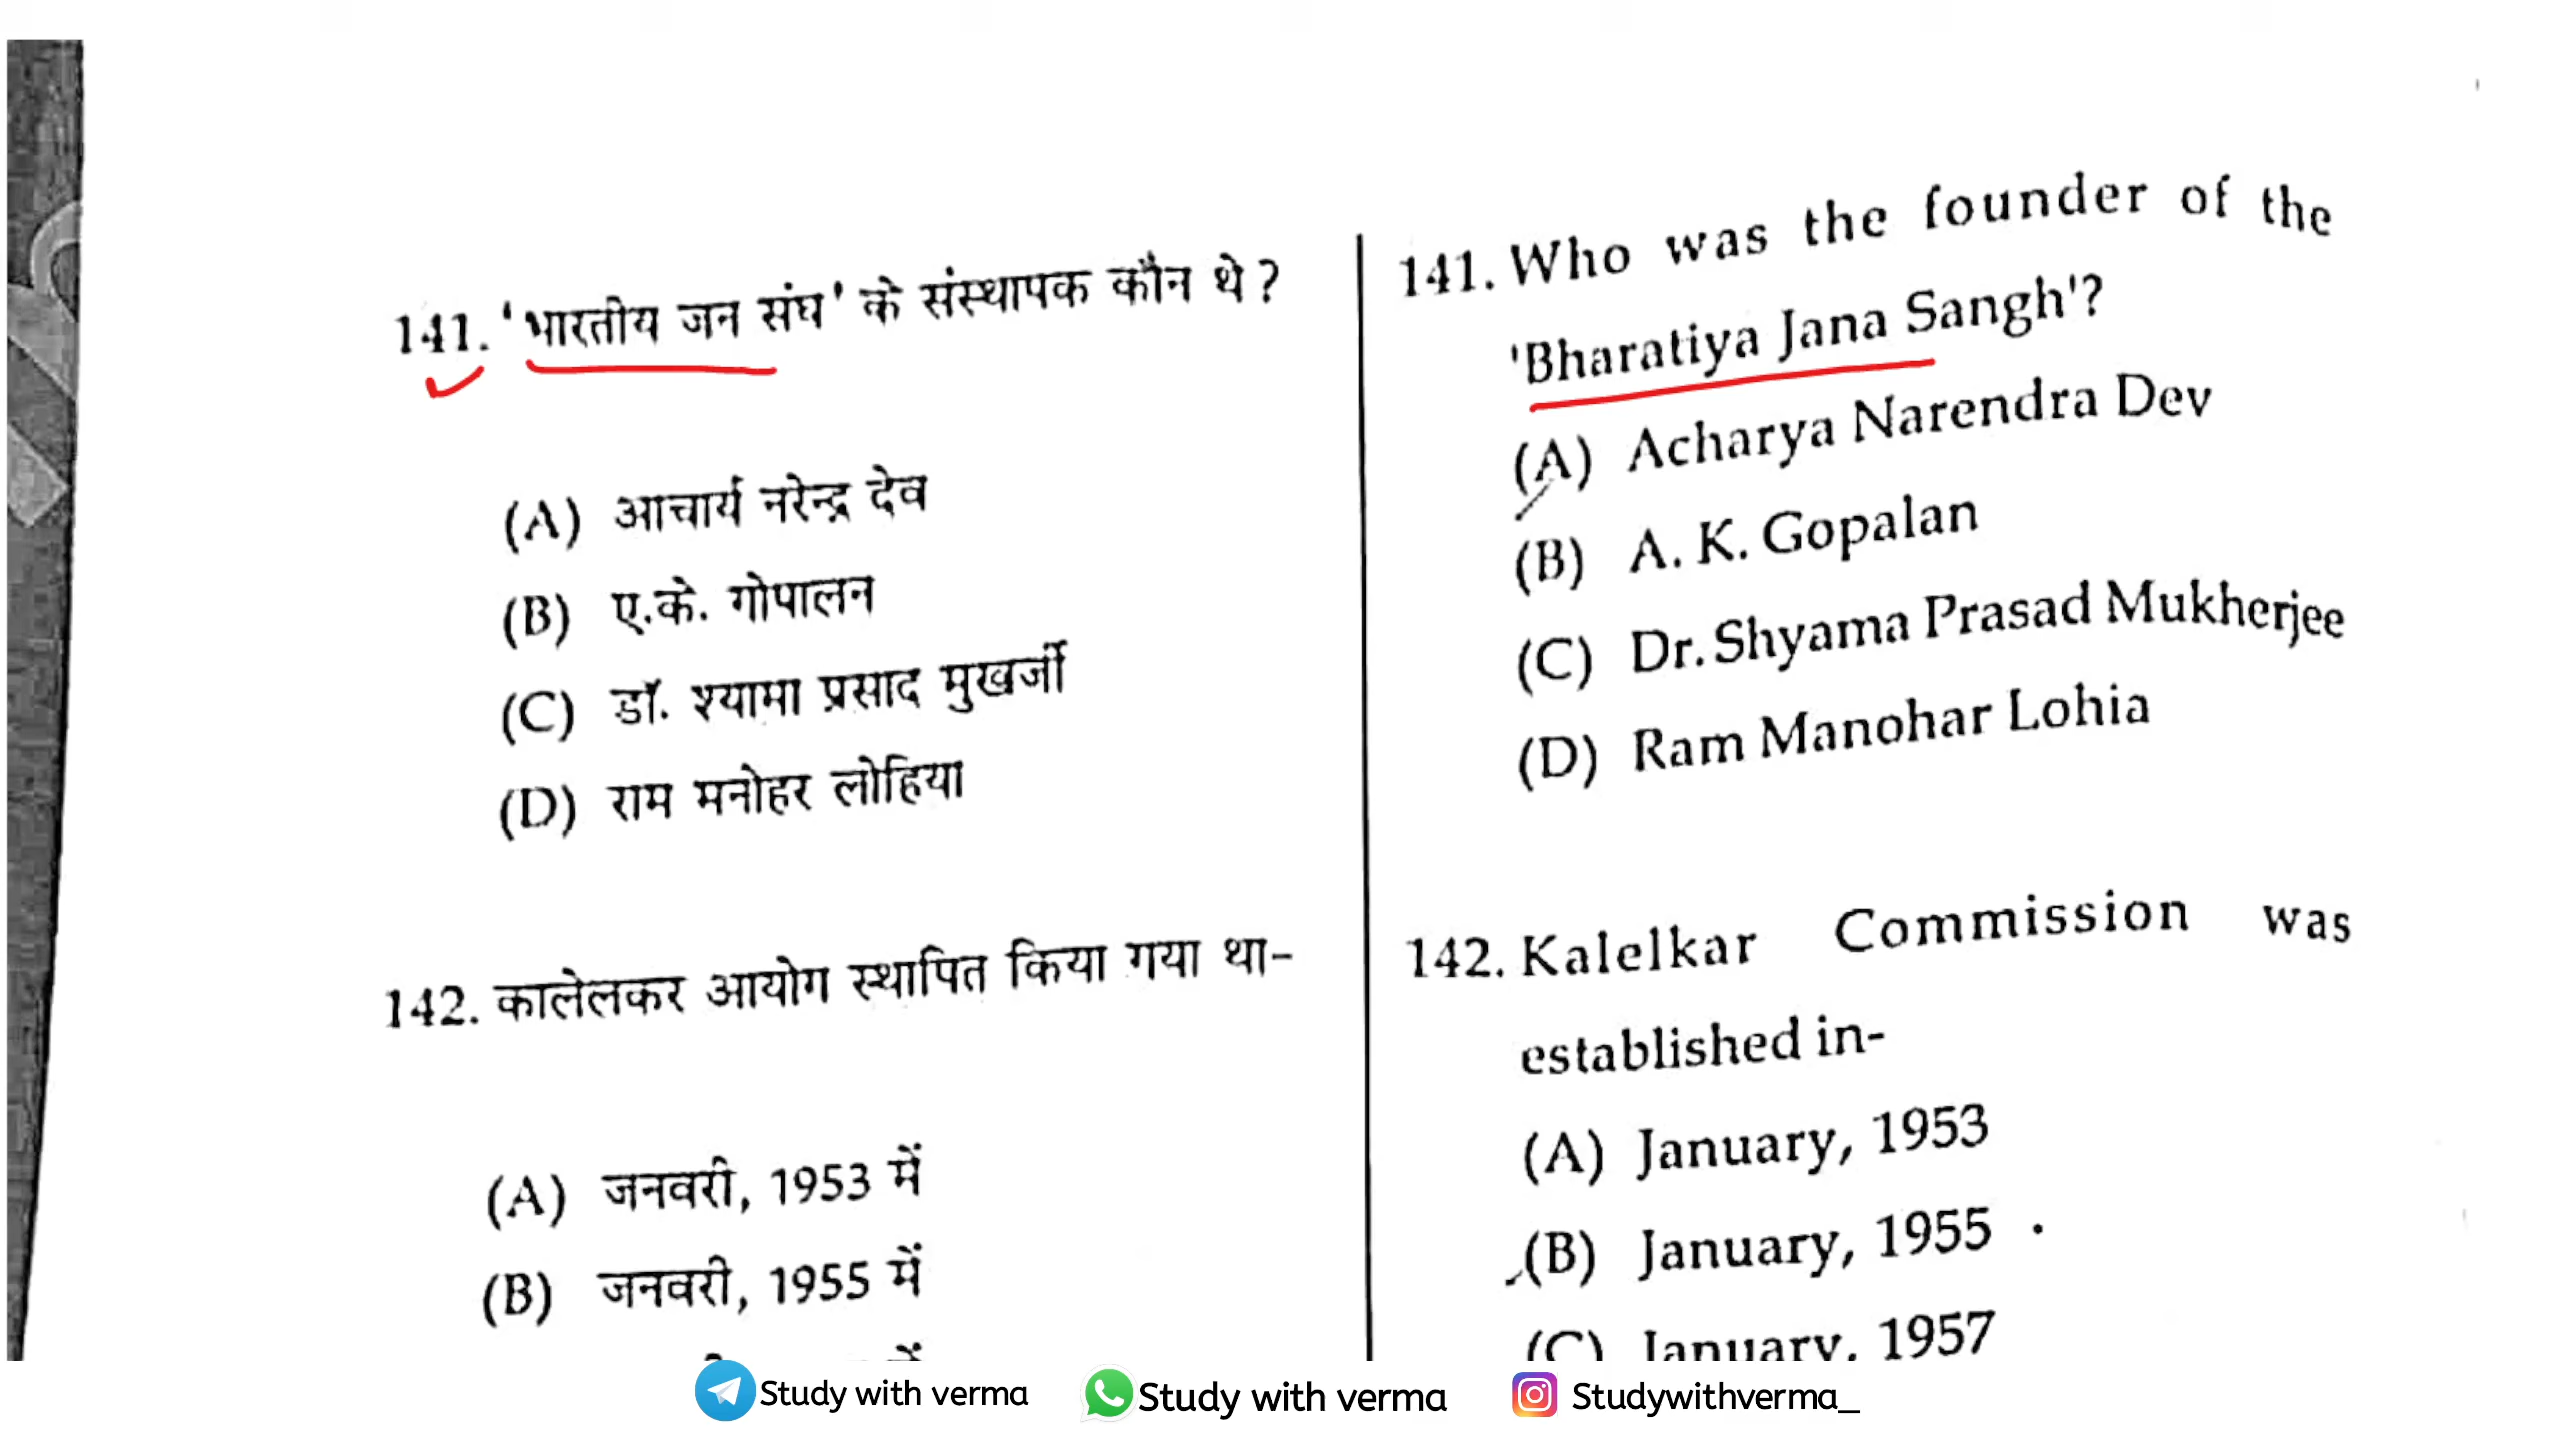 141. 'भारतीय जन संघ' के संस्थापक कौन थे ?
(A) आचार्य नरेन्द्र देव
(B) ए.के. गोपालन
(C) डॉ. श्यामा प्रसाद मुखर्जी
(D) राम मनोहर लोहिया
142. कालेलकर आयोग स्थापित किया गया था-
(A) जनवरी, 1953 में
(B) जनवरी, 1955 में
141. Who was the founder of the
'Bharatiya Jana Sangh'?
(A) Acharya Narendra Dev
(B) A. K. Gopalan
(C) Dr. Shyama Prasad Mukherjee
(D) Ram Manohar Lohia
142. Kalelkar Commission was
established in-
(A) January, 1953
(B) January, 1955
(C) January, 1957
Study with verma
Study with verma
Studywithverma_